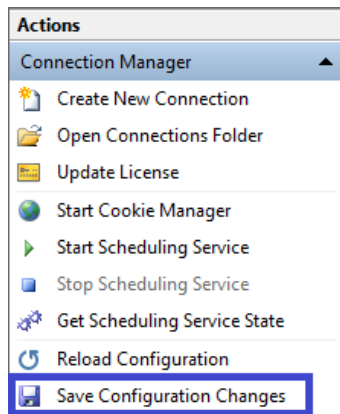 Actions
Connection Manager
Create New Connection
Open Connections Folder
Update License
Start Cookie Manager
Start Scheduling Service
Stop Scheduling Service
Get Scheduling Service State
Reload Configuration
Save Configuration Changes